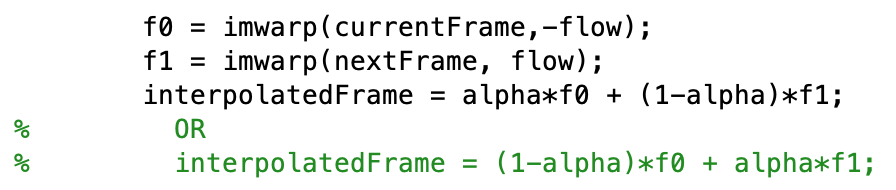 f0 = imwarp(currentFrame,-flow);
f1 = imwarp(nextFrame, flow);
interpolatedFrame = alpha*f0 + (1-alpha)*f1;
% OR
% interpolatedFrame = (1-alpha)*f0 + alpha*f1;